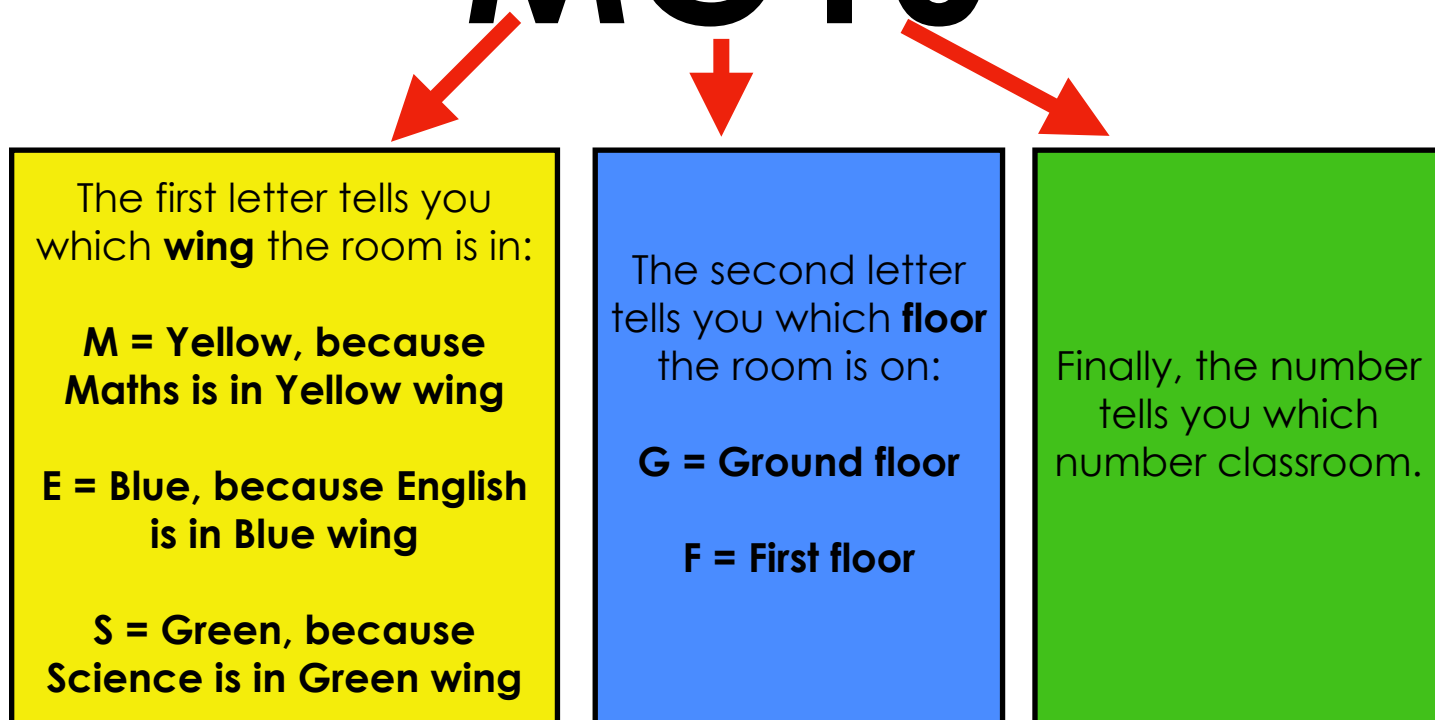 The first letter tells you
which wing the room is in:
M = Yellow, because
Maths is in Yellow wing
E = Blue, because English
is in Blue wing
S = Green, because
Science is in Green wing
The second letter
tells you which floor
the room is on:
G = Ground floor
F = First floor
Finally, the number
tells you which
number classroom.